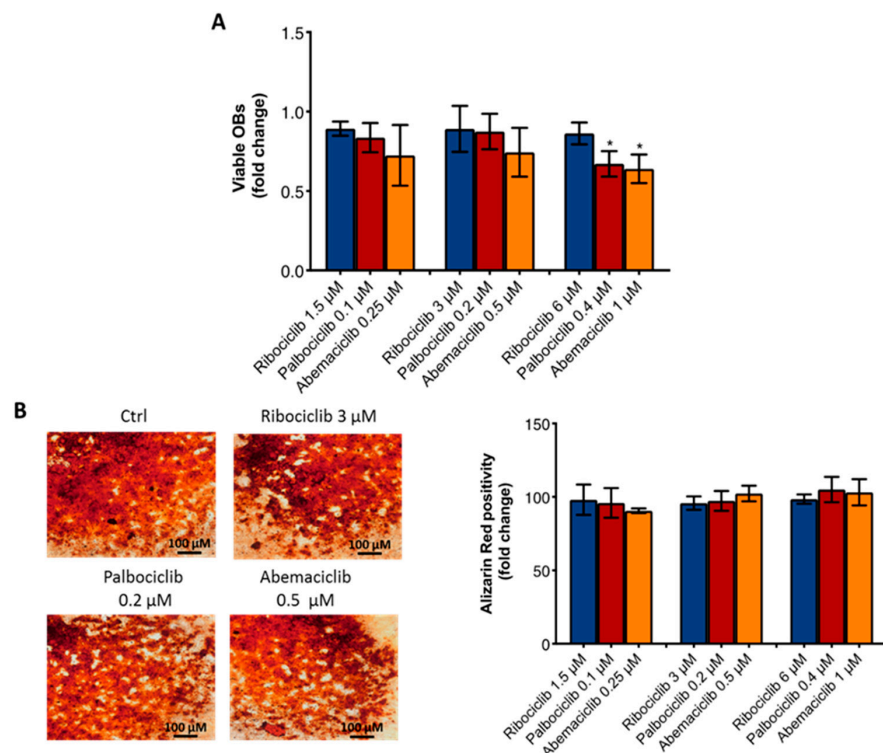 A
Viable OBs
(fold change)
1.5
1.0
0.5
0.0
* *
Ribociclib 1.5 µM
Palbociclib 0.1 µM
Abemaciclib 0.25 µM
Ribociclib 3 µM
Palbociclib 0.2 µM
Abemaciclib 0.5 µM
Ribociclib 6 µM
Palbociclib 0.4 µM
Abemaciclib 1 µM
B
Ctrl
Ribociclib 3 µM
100 µM
100 µM
Palbociclib
0.2 µM
Abemaciclib
0.5 µM
100 µM
100 µM
Alizarin Red positivity
(fold change)
150
100
50
0
Ribociclib 1.5 µM
Palbociclib 0.1 µM
Abemaciclib 0.25 µM
Ribociclib 3 µM
Palbociclib 0.2 µM
Abemaciclib 0.5 µM
Ribociclib 6 µM
Palbociclib 0.4 µM
Abemaciclib 1 µM